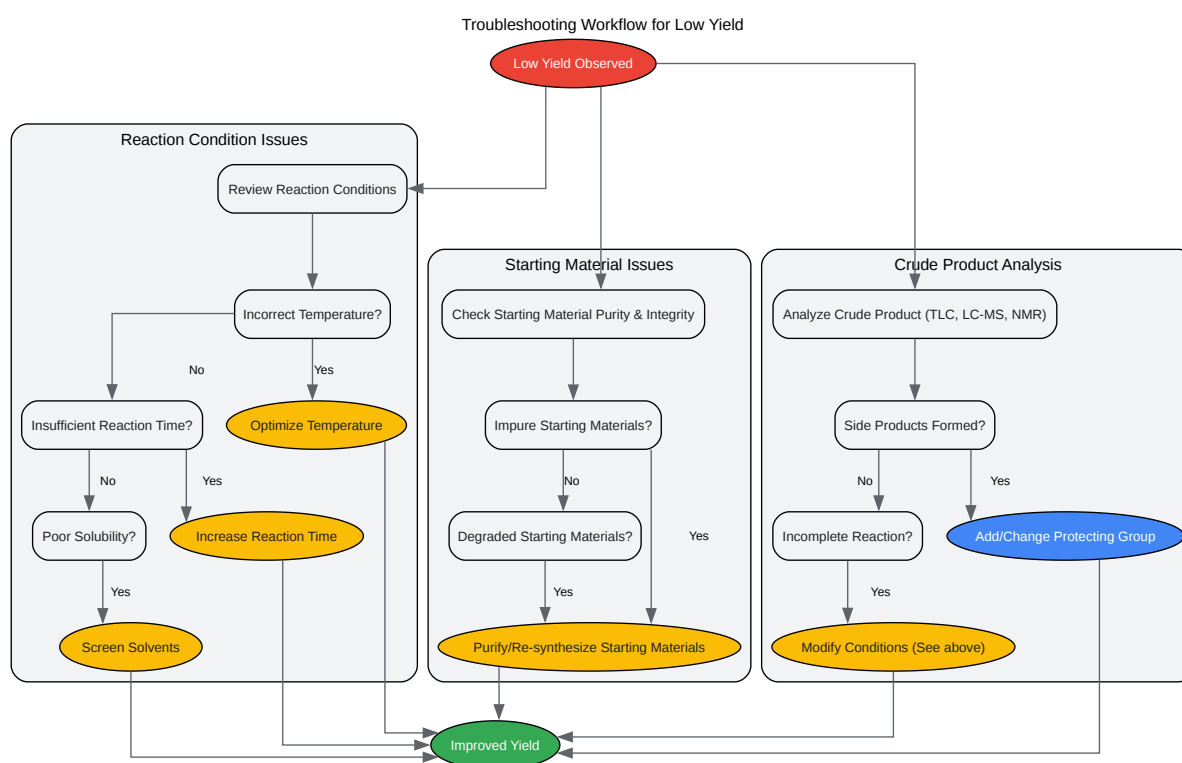 Troubleshooting Workflow for Low Yield
Low Yield Observed
Reaction Condition Issues
Review Reaction Conditions
Incorrect Temperature?
No
Yes
Insufficient Reaction Time?
Optimize Temperature
No
Yes
Poor Solubility?
Increase Reaction Time
Yes
Screen Solvents
Starting Material Issues
Check Starting Material Purity & Integrity
Impure Starting Materials?
No
Degraded Starting Materials?
Yes
Yes
Purify/Re-synthesize Starting Materials
Crude Product Analysis
Analyze Crude Product (TLC, LC-MS, NMR)
Side Products Formed?
No
Yes
Incomplete Reaction?
Add/Change Protecting Group
Yes
Modify Conditions (See above)
Improved Yield